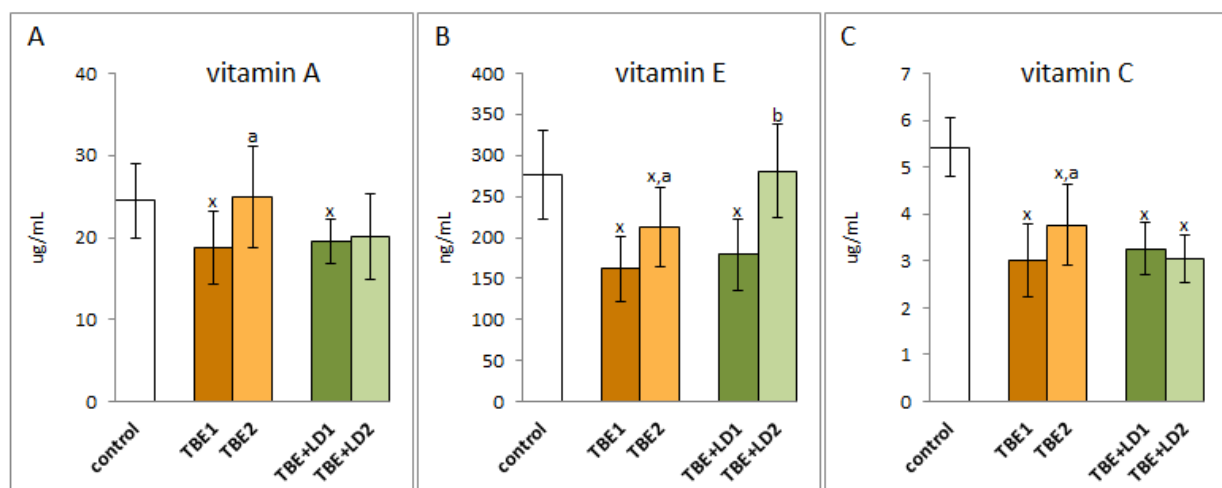 A
vitamin A
40
30
20
10
0
ug/mL
a
x
x
control
TBE1
TBE2
TBE+LD1
TBE+LD2
B
vitamin E
400
350
300
250
200
150
100
50
0
ng/mL
b
x,a
x
x
control
TBE1
TBE2
TBE+LD1
TBE+LD2
C
vitamin C
7
6
5
4
3
2
1
0
ug/mL
x,a
x
x
x
control
TBE1
TBE2
TBE+LD1
TBE+LD2